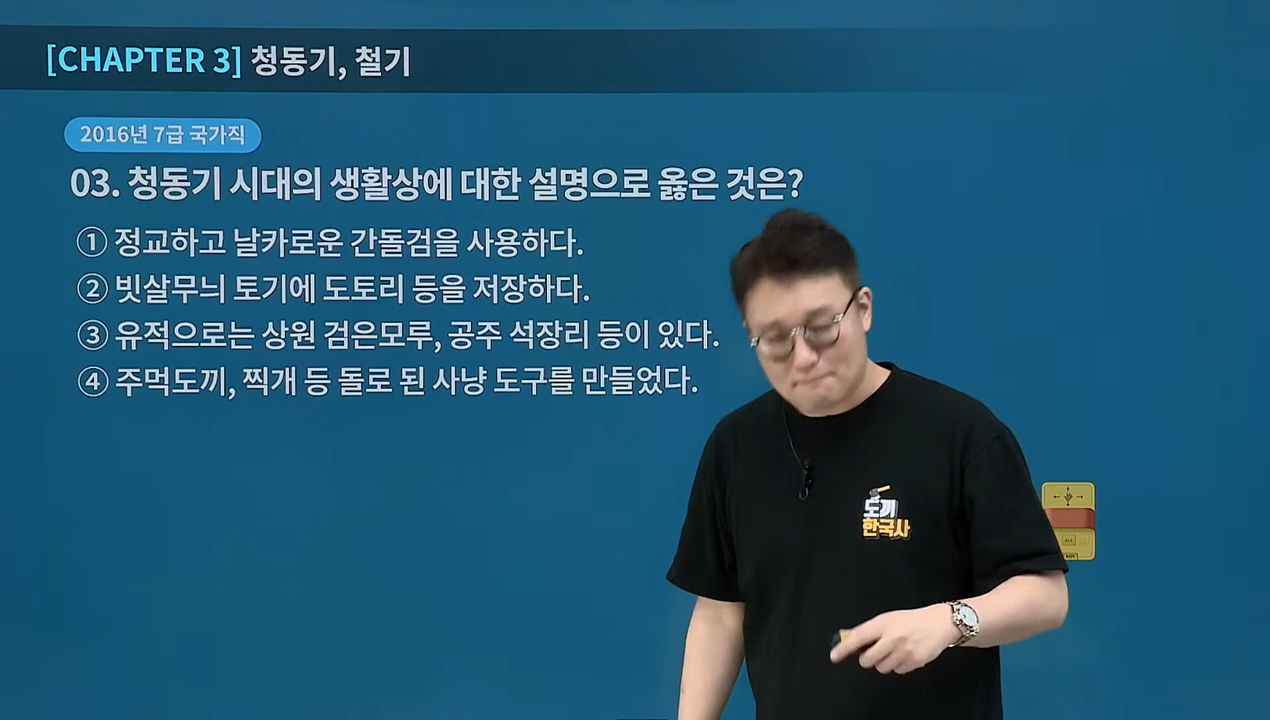 [CHAPTER 3] 청동기, 철기
2016년 7급 국가직
03. 청동기 시대의 생활상에 대한 설명으로 옳은 것은?
① 정교하고 날카로운 간돌검을 사용하다.
② 빗살무늬 토기에 도토리 등을 저장하다.
③ 유적으로는 상원 검은모루, 공주 석장리 등이 있다.
④ 주먹도끼, 찍개 등 돌로 된 사냥 도구를 만들었다.
도끼
한국사
ALL